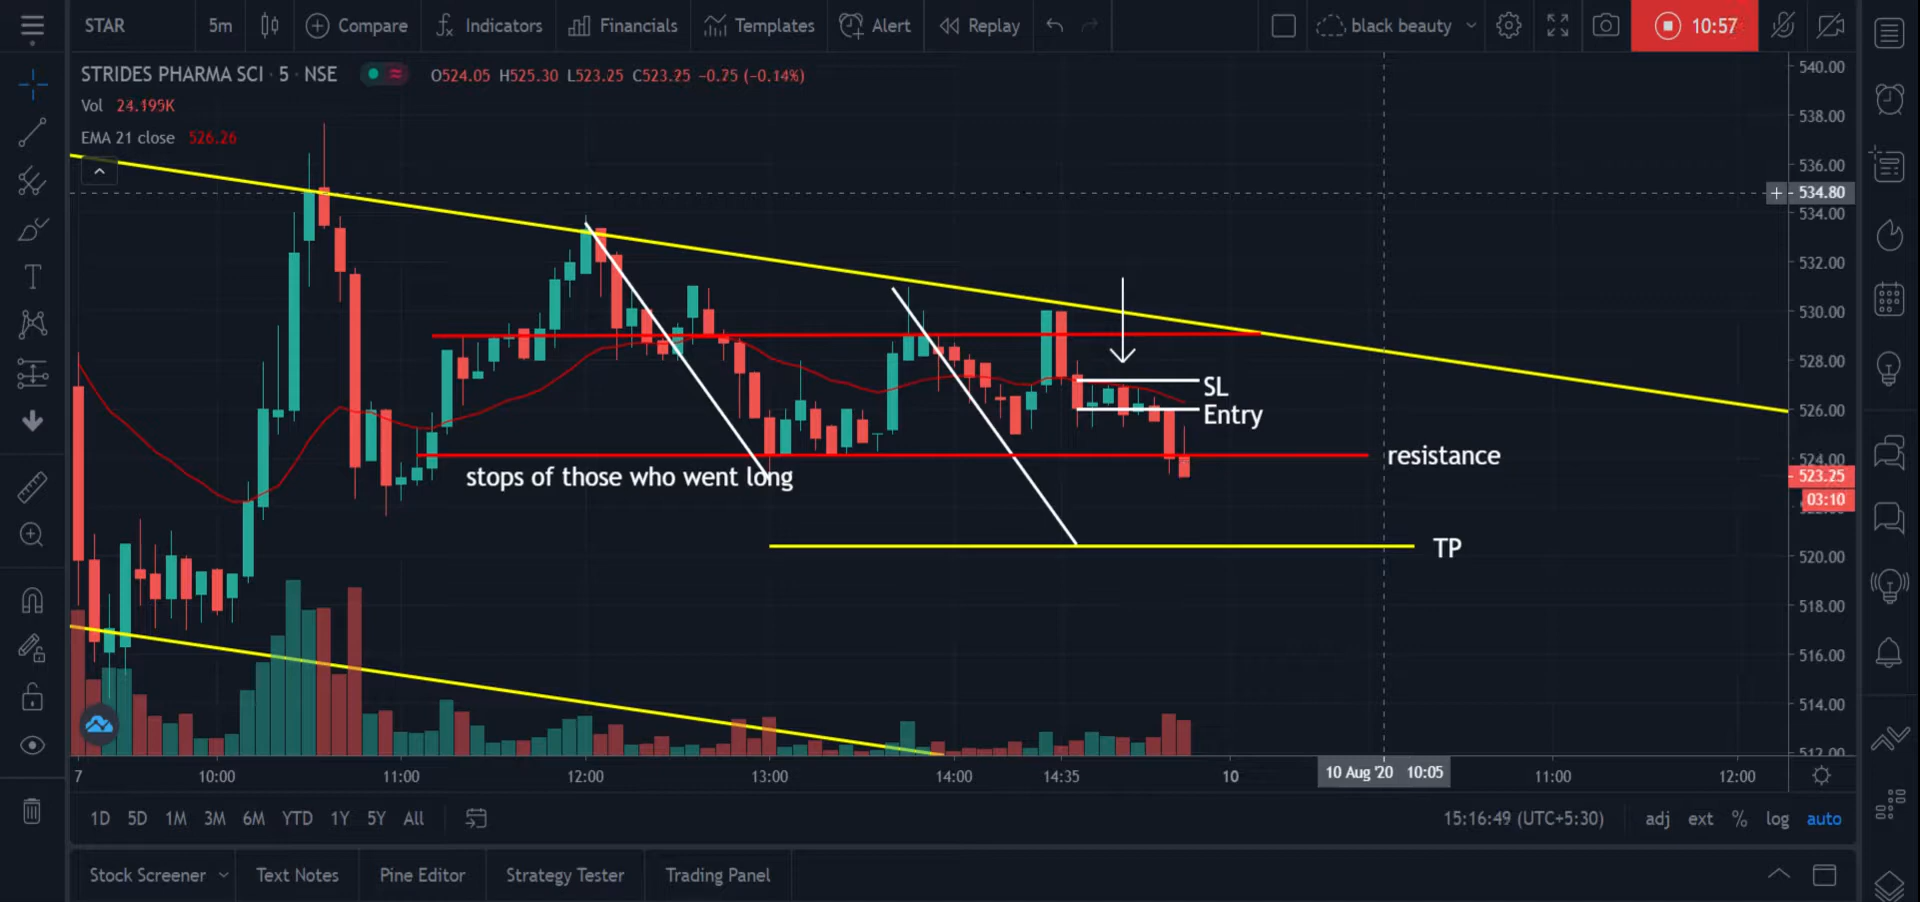 STAR 5m Compare Indicators Financials Templates Alert Replay black beauty 10:57
STRIDES PHARMA SCI · 5 · NSE O524.05 H525.30 L523.25 C523.25 −0.75 (−0.14%)
Vol 24.195K
EMA 21 close 526.26
540.00
538.00
536.00
534.80
534.00
532.00
530.00
528.00
SL
526.00
Entry
524.00
resistance
stops of those who went long
523.25
03:10
520.00
TP
518.00
516.00
514.00
512.00
7 10:00 11:00 12:00 13:00 14:00 14:35 10 10 Aug '20 10:05 11:00 12:00
1D 5D 1M 3M 6M YTD 1Y 5Y All 15:16:49 (UTC+5:30) adj ext % log auto
Stock Screener Text Notes Pine Editor Strategy Tester Trading Panel